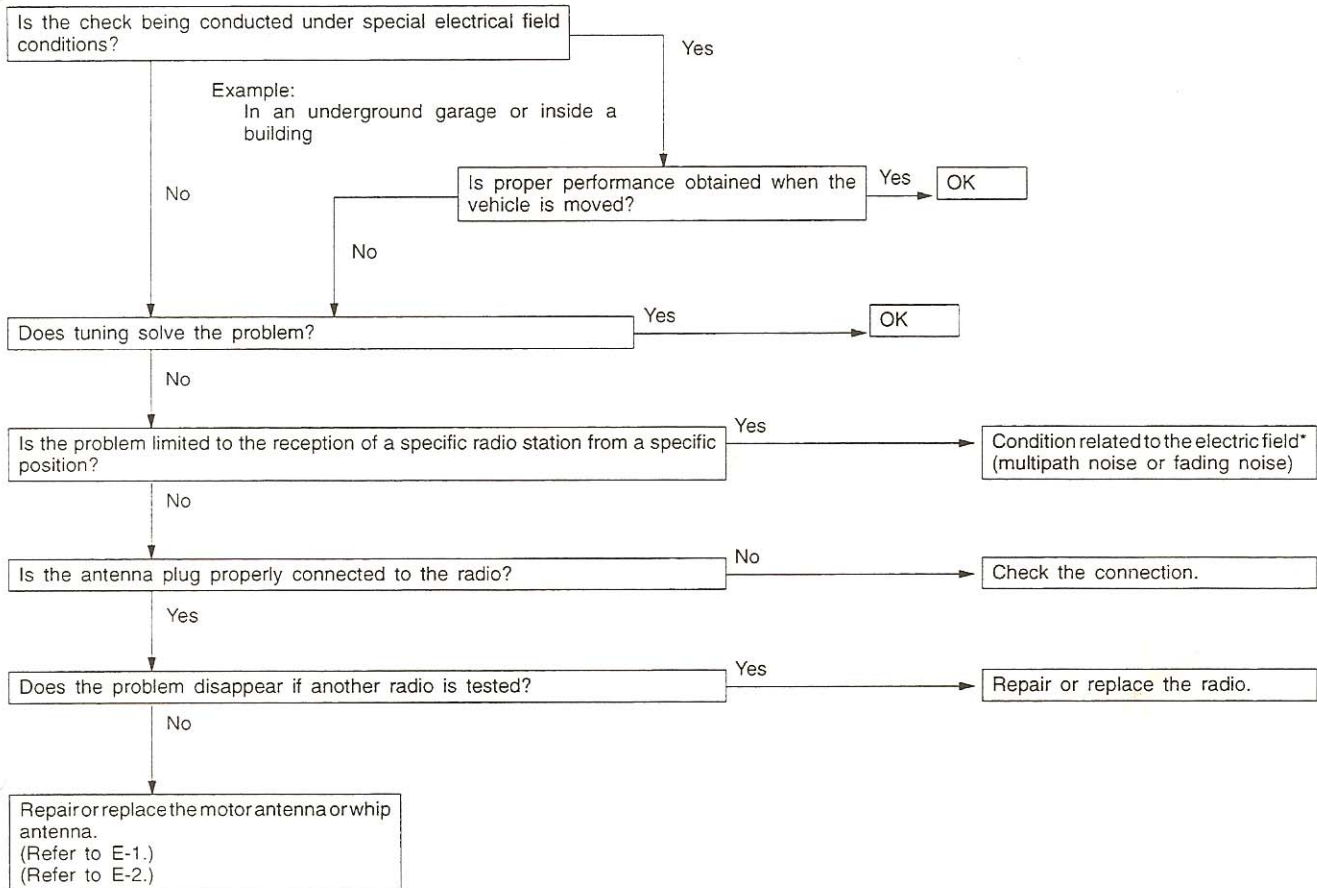 Is the check being conducted under special electrical field
conditions?
Yes
Example:
In an underground garage or inside a
building
No
Is proper performance obtained when the
vehicle is moved?
Yes
OK
No
Does tuning solve the problem?
Yes
OK
No
Is the problem limited to the reception of a specific radio station from a specific
position?
Yes
Condition related to the electric field*
(multipath noise or fading noise)
No
Is the antenna plug properly connected to the radio?
No
Check the connection.
Yes
Does the problem disappear if another radio is tested?
Yes
Repair or replace the radio.
No
Repair or replace the motor antenna or whip
antenna.
(Refer to E-1.)
(Refer to E-2.)